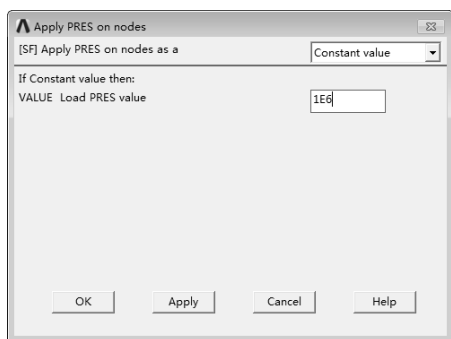 Apply PRES on nodes
[SF] Apply PRES on nodes as a Constant value
If Constant value then:
VALUE Load PRES value 1E6
OK Apply Cancel Help